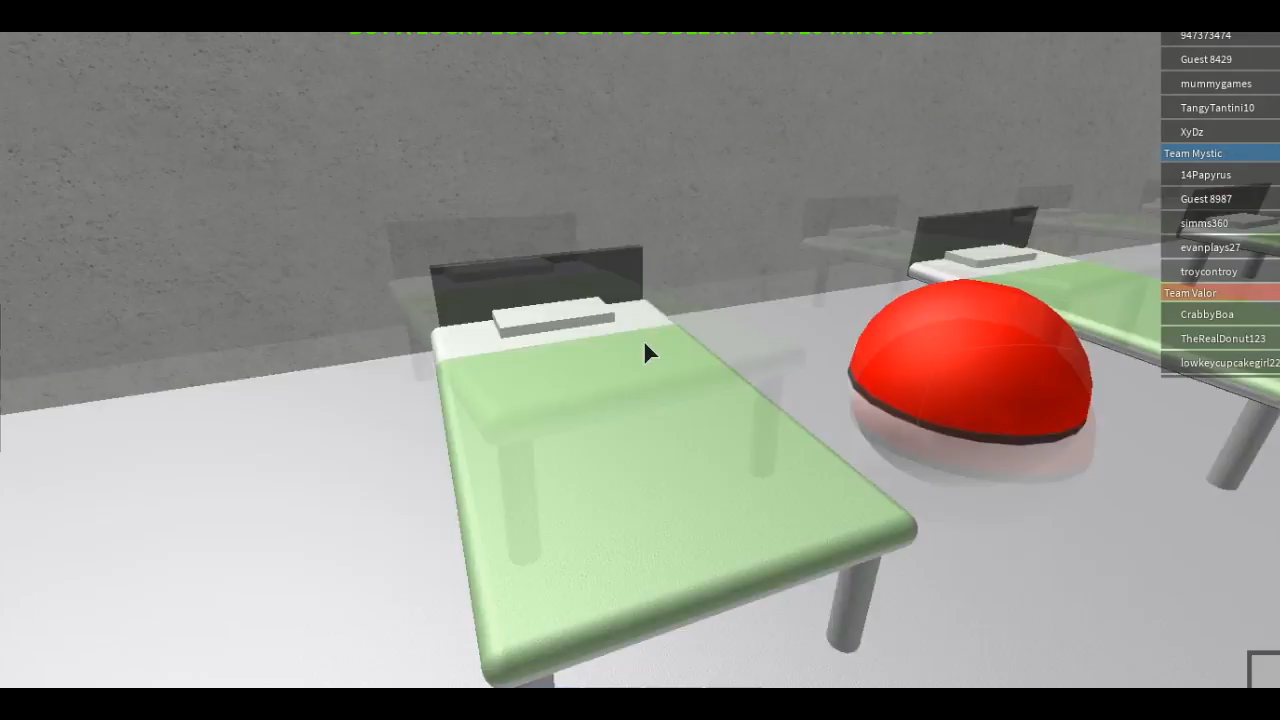 947373474
Guest 8429
mummygames
TangyTantini10
XyDz
Team Mystic
14Papyrus
Guest 8987
simms360
evanplays27
troycontroy
Team Valor
CrabbyBoa
TheRealDonut123
lowkeycupcakegirl22